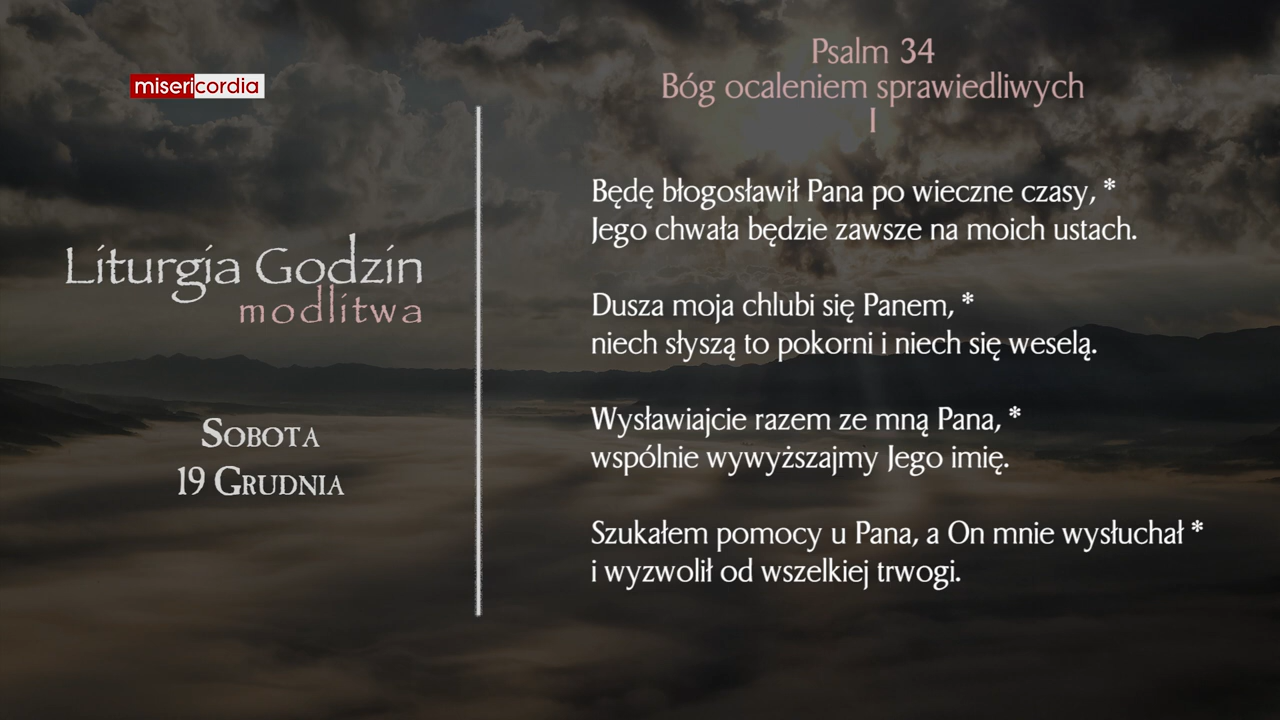 misericordia
Liturgia Godzin
modlitwa
Sobota
19 Grudnia
Psalm 34
Bóg ocaleniem sprawiedliwych
I
Będę błogosławił Pana po wieczne czasy, *
Jego chwała będzie zawsze na moich ustach.
Dusza moja chlubi się Panem, *
niech słyszą to pokorni i niech się weselą.
Wysławiajcie razem ze mną Pana, *
wspólnie wywyższajmy Jego imię.
Szukałem pomocy u Pana, a On mnie wysłuchał *
i wyzwolił od wszelkiej trwogi.